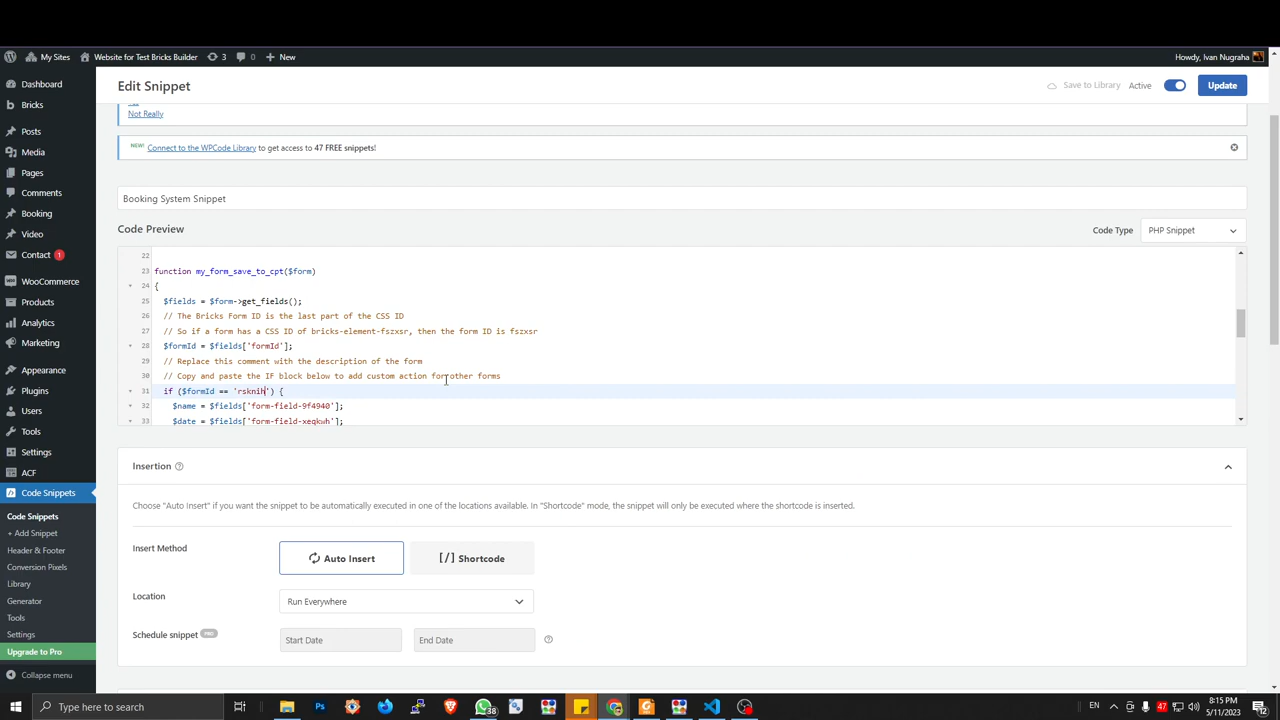 My Sites
Website for Test Bricks Builder
3
0
New
Howdy, Ivan Nugraha
Dashboard
Bricks
Posts
Media
Pages
Comments
Booking
Video
Contact 1
WooCommerce
Products
Analytics
Marketing
Appearance
Plugins
Users
Tools
Settings
ACF
Code Snippets
Code Snippets
+ Add Snippet
Header & Footer
Conversion Pixels
Library
Generator
Tools
Settings
Upgrade to Pro
Collapse menu
Edit Snippet
Save to Library
Active
Update
Not Really
NEW! Connect to the WPCode Library to get access to 47 FREE snippets!
Booking System Snippet
Code Preview
Code Type
PHP Snippet
22
23 function my_form_save_to_cpt($form)
24 {
25 $fields = $form->get_fields();
26 // The Bricks Form ID is the last part of the CSS ID
27 // So if a form has a CSS ID of bricks-element-fszxsr, then the form ID is fszxsr
28 $formId = $fields['formId'];
29 // Replace this comment with the description of the form
30 // Copy and paste the IF block below to add custom action for other forms
31 if ($formId == 'rsknih') {
32 $name = $fields['form-field-9f4940'];
33 $date = $fields['form-field-xeqkwh'];
Insertion
Choose "Auto Insert" if you want the snippet to be automatically executed in one of the locations available. In "Shortcode" mode, the snippet will only be executed where the shortcode is inserted.
Insert Method
Auto Insert
[/] Shortcode
Location
Run Everywhere
Schedule snippet PRO
Start Date
End Date
Type here to search
38
EN
47
8:15 PM
5/11/2023
12